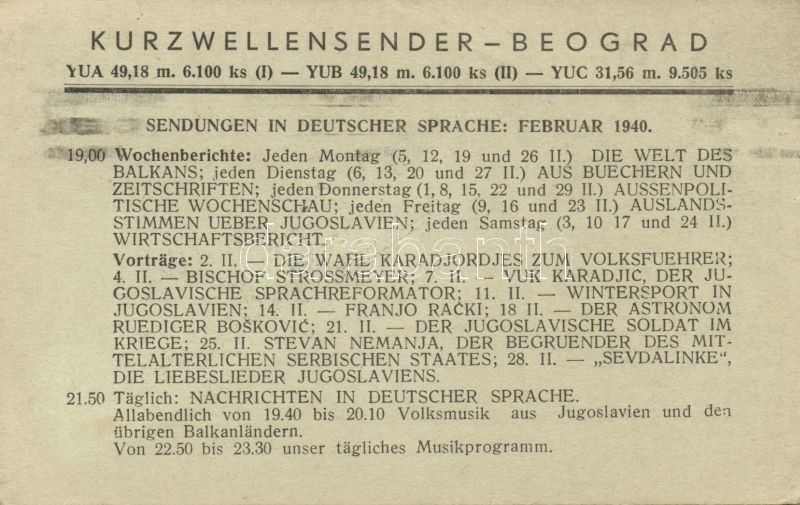 KURZWELLENSENDER – BEOGRAD
YUA 49,18 m. 6.100 ks (I) — YUB 49,18 m. 6.100 ks (II) — YUC 31,56 m. 9.505 ks
SENDUNGEN IN DEUTSCHER SPRACHE: FEBRUAR 1940.
19,00 Wochenberichte: Jeden Montag (5, 12, 19 und 26 II.) DIE WELT DES
BALKANS; jeden Dienstag (6, 13, 20 und 27 II.) AUS BUECHERN UND
ZEITSCHRIFTEN; jeden Donnerstag (1, 8, 15, 22 und 29 II.) AUSSENPOLI-
TISCHE WOCHENSCHAU; jeden Freitag (9, 16 und 23 II.) AUSLANDS-
STIMMEN UEBER JUGOSLAVIEN; jeden Samstag (3, 10 17 und 24 II.)
WIRTSCHAFTSBERICHT.
Vorträge: 2. II. — DIE WAHL KARADJORDJES ZUM VOLKSFUEHRER;
4. II. — BISCHOF STROSSMEYER; 7. II. — VUK KARADJIC, DER JU-
GOSLAVISCHE SPRACHREFORMATOR; 11. II. — WINTERSPORT IN
JUGOSLAVIEN; 14. II. — FRANJO RAČKI; 18 II. — DER ASTRONOM
RUEDIGER BOŠKOVIĆ; 21. II. — DER JUGOSLAVISCHE SOLDAT IM
KRIEGE; 25. II. STEVAN NEMANJA, DER BEGRUENDER DES MIT-
TELALTERLICHEN SERBISCHEN STAATES; 28. II. — „SEVDALINKE“,
DIE LIEBESLIEDER JUGOSLAVIENS.
21.50 Täglich: NACHRICHTEN IN DEUTSCHER SPRACHE.
Allabendlich von 19.40 bis 20.10 Volksmusik aus Jugoslavien und den
übrigen Balkanländern.
Von 22.50 bis 23.30 unser tägliches Musikprogramm.
darabanth